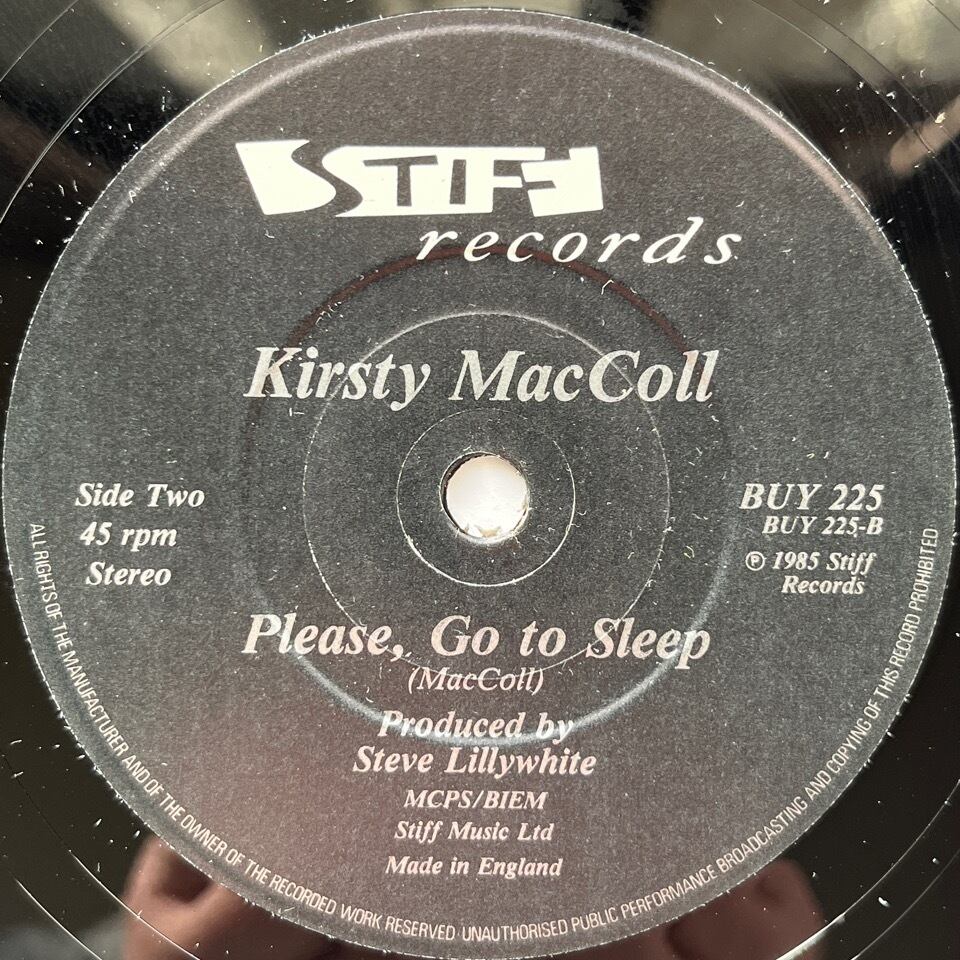 STIFF
records
Kirsty MacColl
Side Two
45 rpm
Stereo
BUY 225
BUY 225-B
℗ 1985 Stiff
Records
Please, Go to Sleep
(MacColl)
Produced by
Steve Lillywhite
MCPS/BIEM
Stiff Music Ltd
Made in England
ALL RIGHTS OF THE MANUFACTURER AND OF THE OWNER OF THE RECORDED WORK RESERVED · UNAUTHORISED PUBLIC PERFORMANCE BROADCASTING AND COPYING OF THIS RECORD PROHIBITED